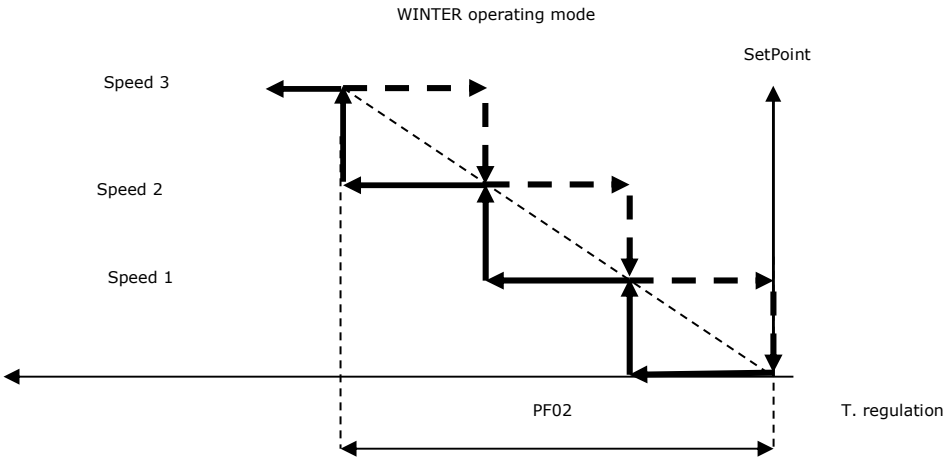 WINTER operating mode
SetPoint
Speed 3
Speed 2
Speed 1
PF02
T. regulation